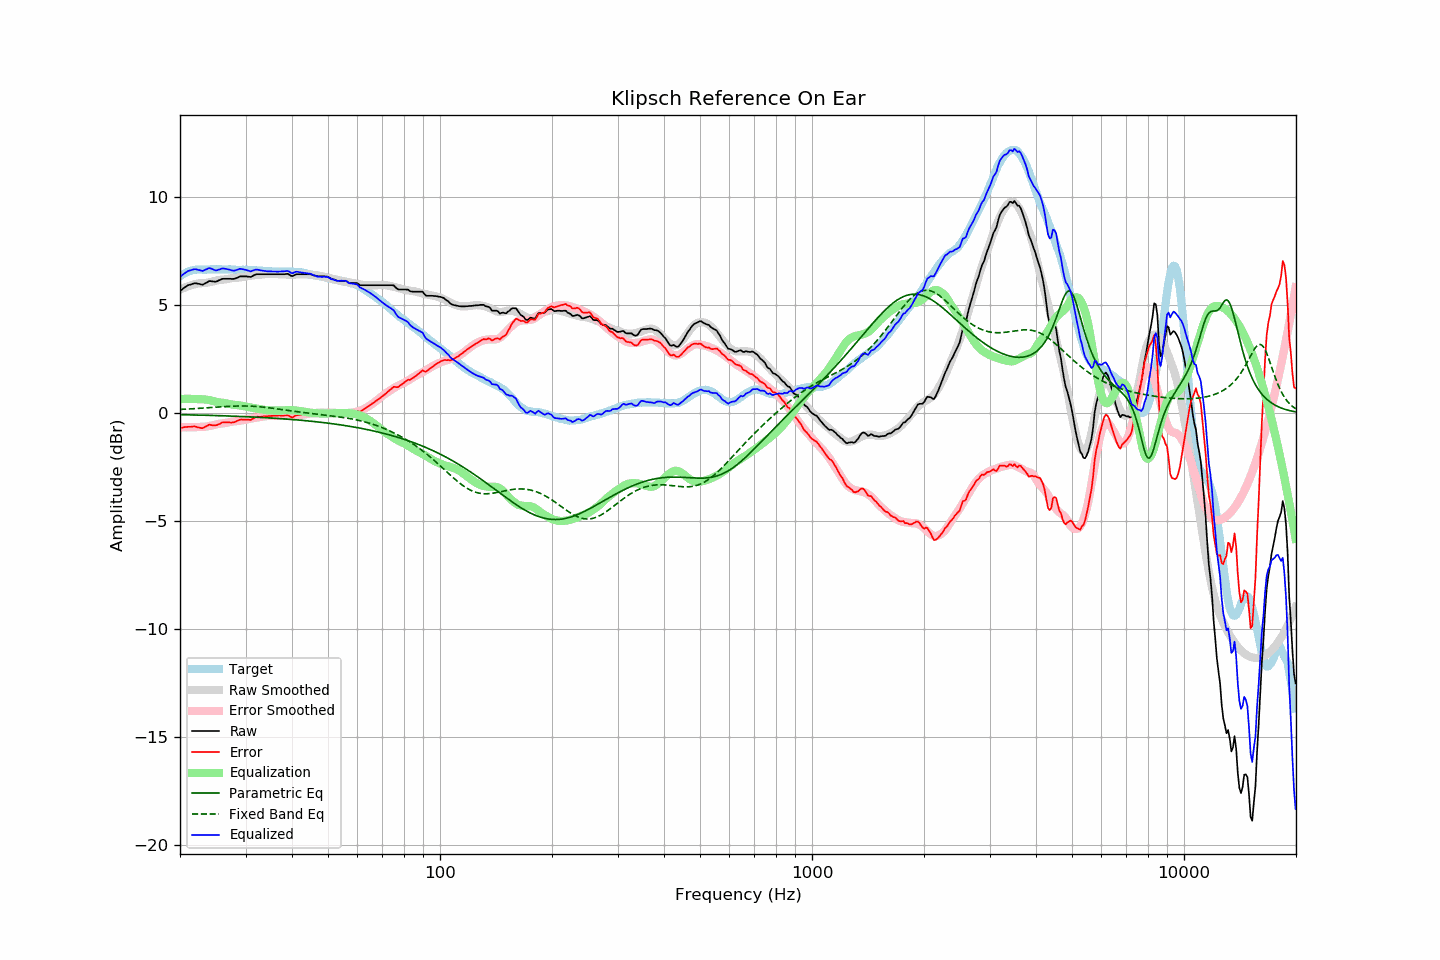 Klipsch Reference On Ear
Amplitude (dBr)
10
5
0
−5
−10
−15
−20
Target
Raw Smoothed
Error Smoothed
Raw
Error
Equalization
Parametric Eq
Fixed Band Eq
Equalized
100
1000
10000
Frequency (Hz)